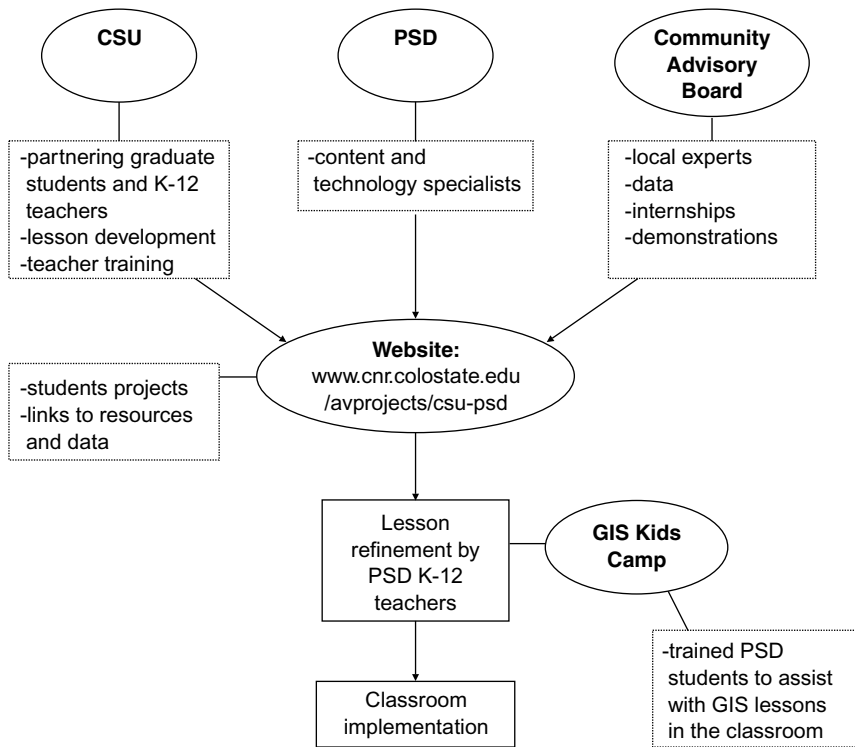 CSU
PSD
Community
Advisory
Board
-partnering graduate
students and K-12
teachers
-lesson development
-teacher training
-content and
technology specialists
-local experts
-data
-internships
-demonstrations
Website:
www.cnr.colostate.edu
/avprojects/csu-psd
-students projects
-links to resources
and data
Lesson
refinement by
PSD K-12
teachers
GIS Kids
Camp
-trained PSD
students to assist
with GIS lessons
in the classroom
Classroom
implementation